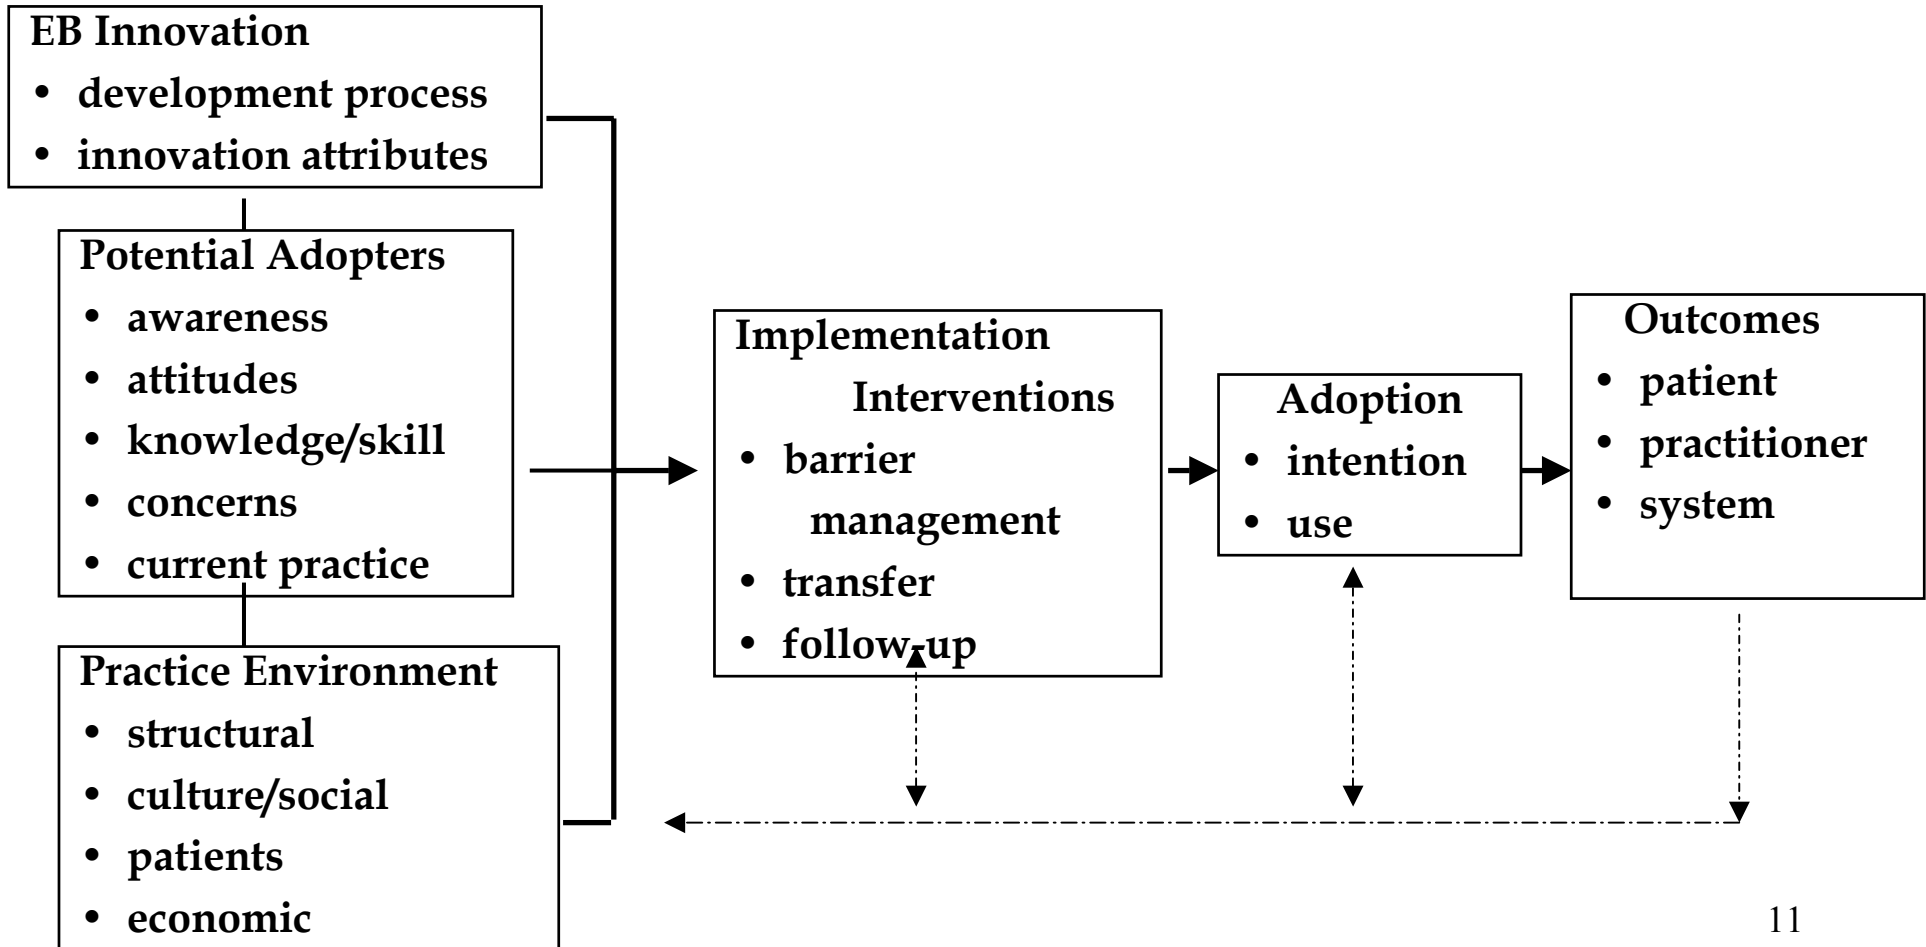 EB Innovation
• development process
• innovation attributes
Potential Adopters
• awareness
• attitudes
• knowledge/skill
• concerns
• current practice
Practice Environment
• structural
• culture/social
• patients
• economic
Implementation
Interventions
• barrier
management
• transfer
• follow-up
Adoption
• intention
• use
Outcomes
• patient
• practitioner
• system
11